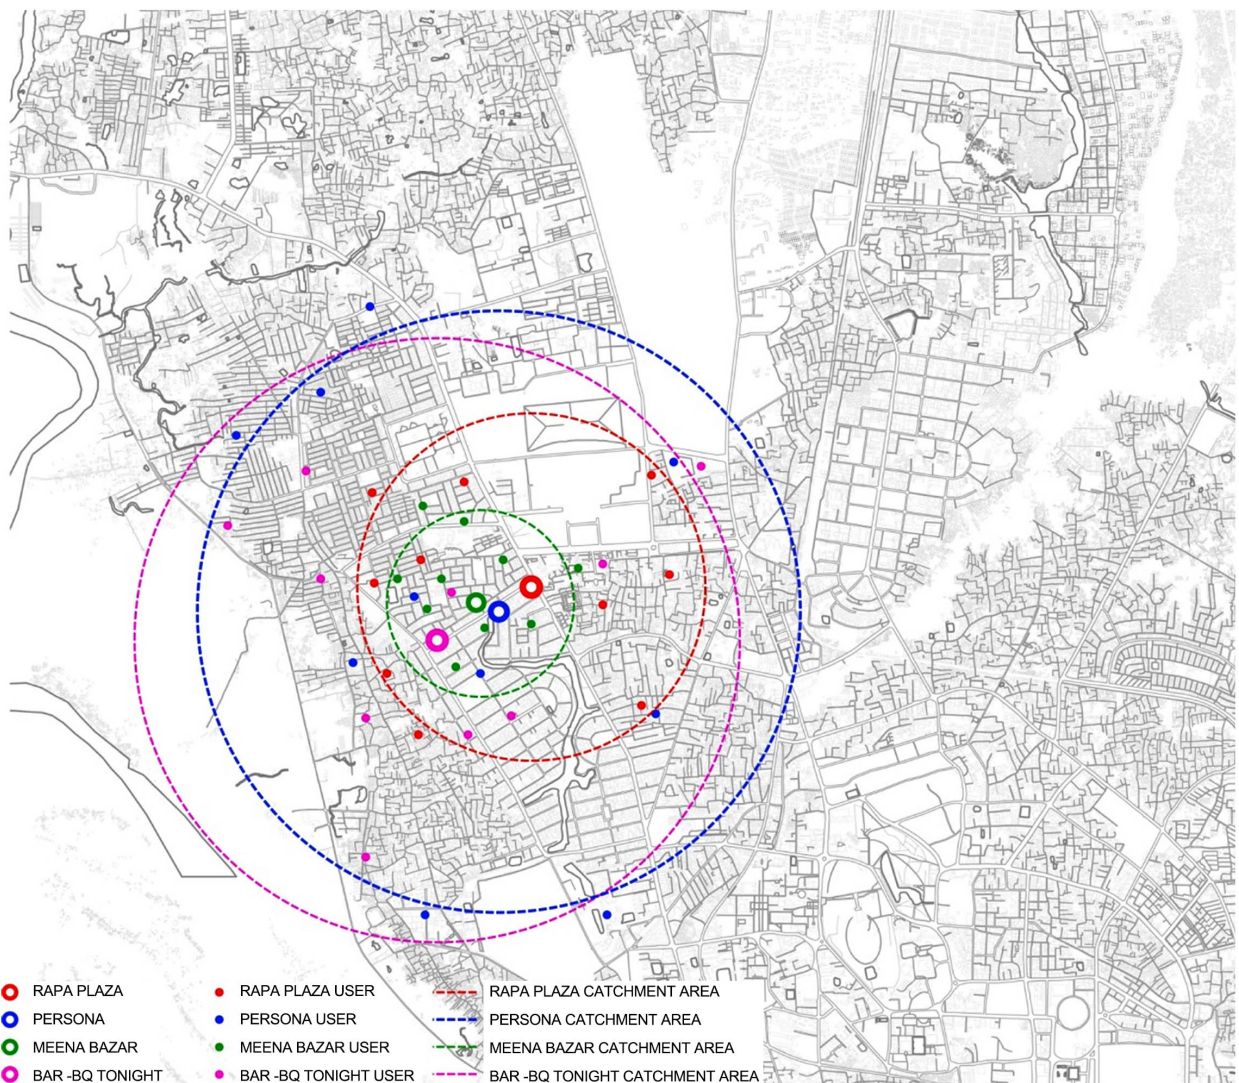 RAPA PLAZA RAPA PLAZA USER RAPA PLAZA CATCHMENT AREA
PERSONA PERSONA USER PERSONA CATCHMENT AREA
MEENA BAZAR MEENA BAZAR USER MEENA BAZAR CATCHMENT AREA
BAR -BQ TONIGHT BAR -BQ TONIGHT USER BAR -BQ TONIGHT CATCHMENT AREA